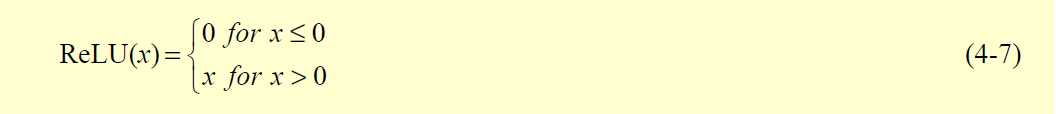 ReLU(x) = { 0 for x ≤ 0
x for x > 0
(4-7)